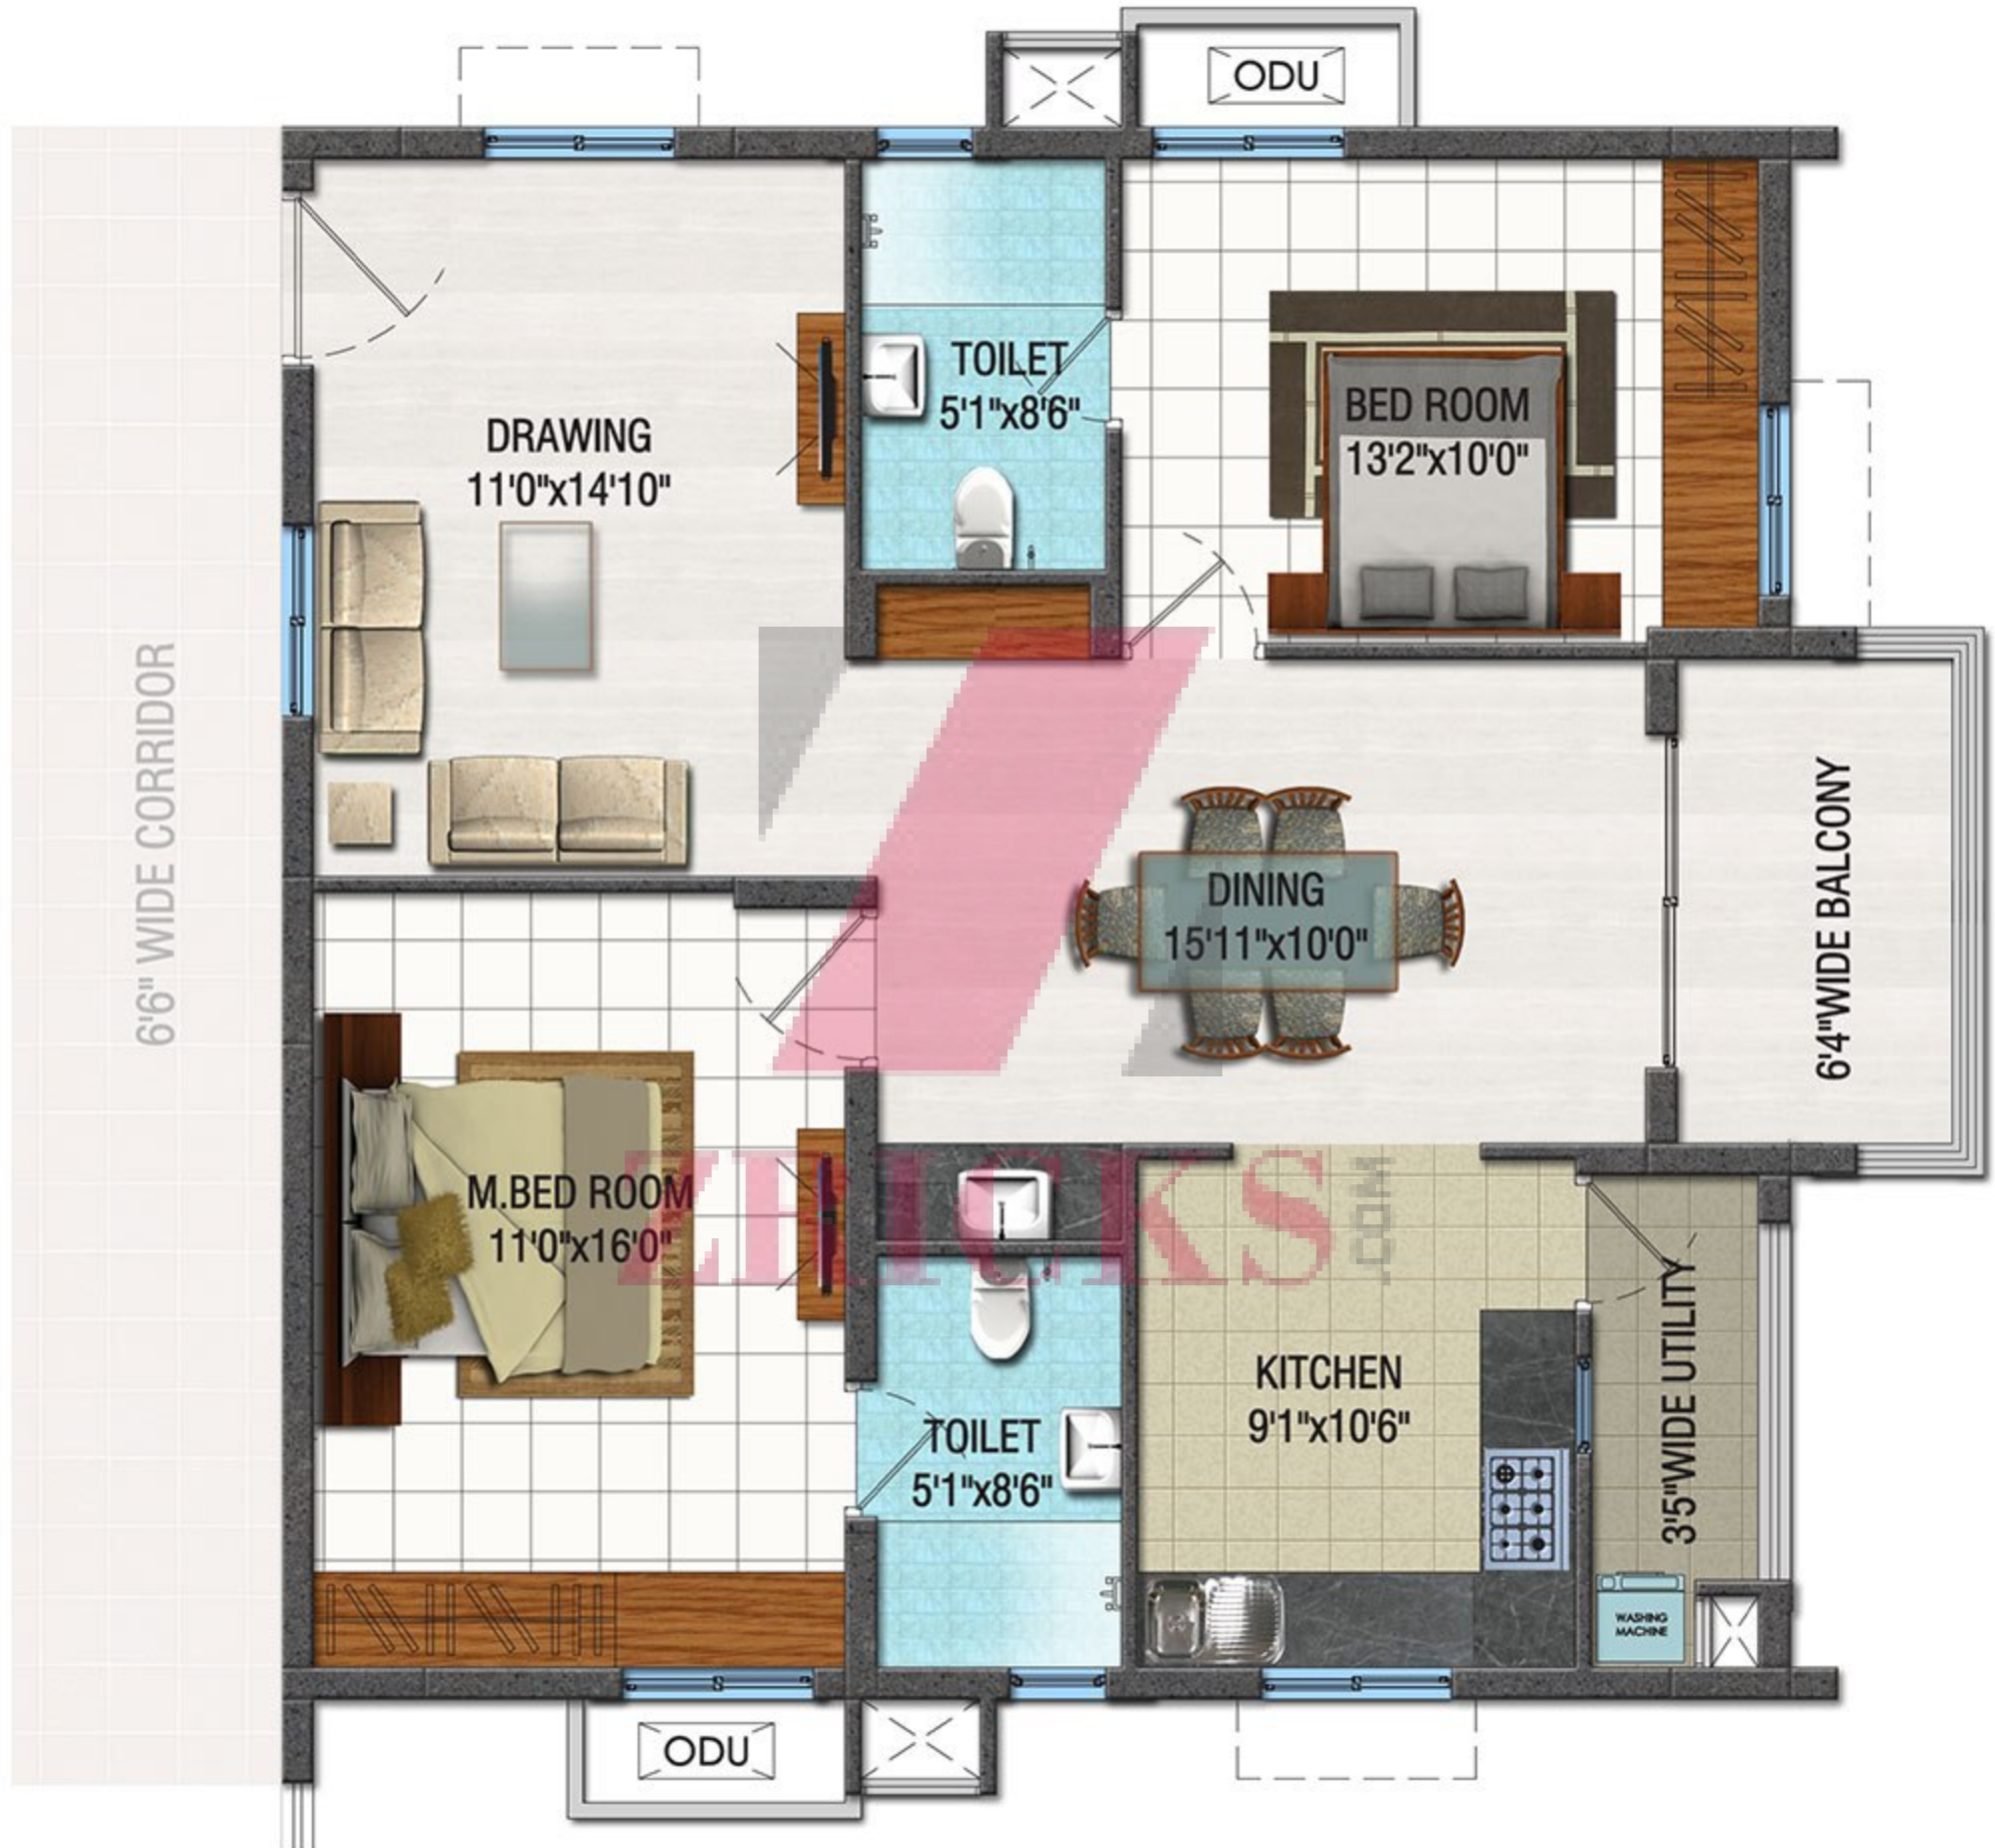 ODU
DRAWING
11'0"x14'10"
TOILET
5'1"x8'6"
BED ROOM
13'2"x10'0"
6'6" WIDE CORRIDOR
DINING
15'11"x10'0"
6'4"WIDE BALCONY
M.BED ROOM
11'0"x16'0"
ZRICKS
.COM
KITCHEN
9'1"x10'6"
3'5"WIDE UTILITY
TOILET
5'1"x8'6"
WASHING
MACHINE
ODU